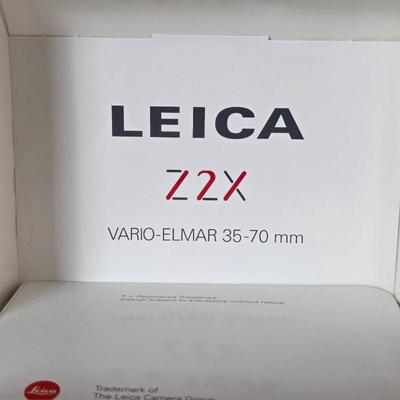 LEICA
Z2X
VARIO-ELMAR 35-70 mm
® = Registered Trademark
Design subject to alterations without notice.
Leica
Trademark of
The Leica Camera Group